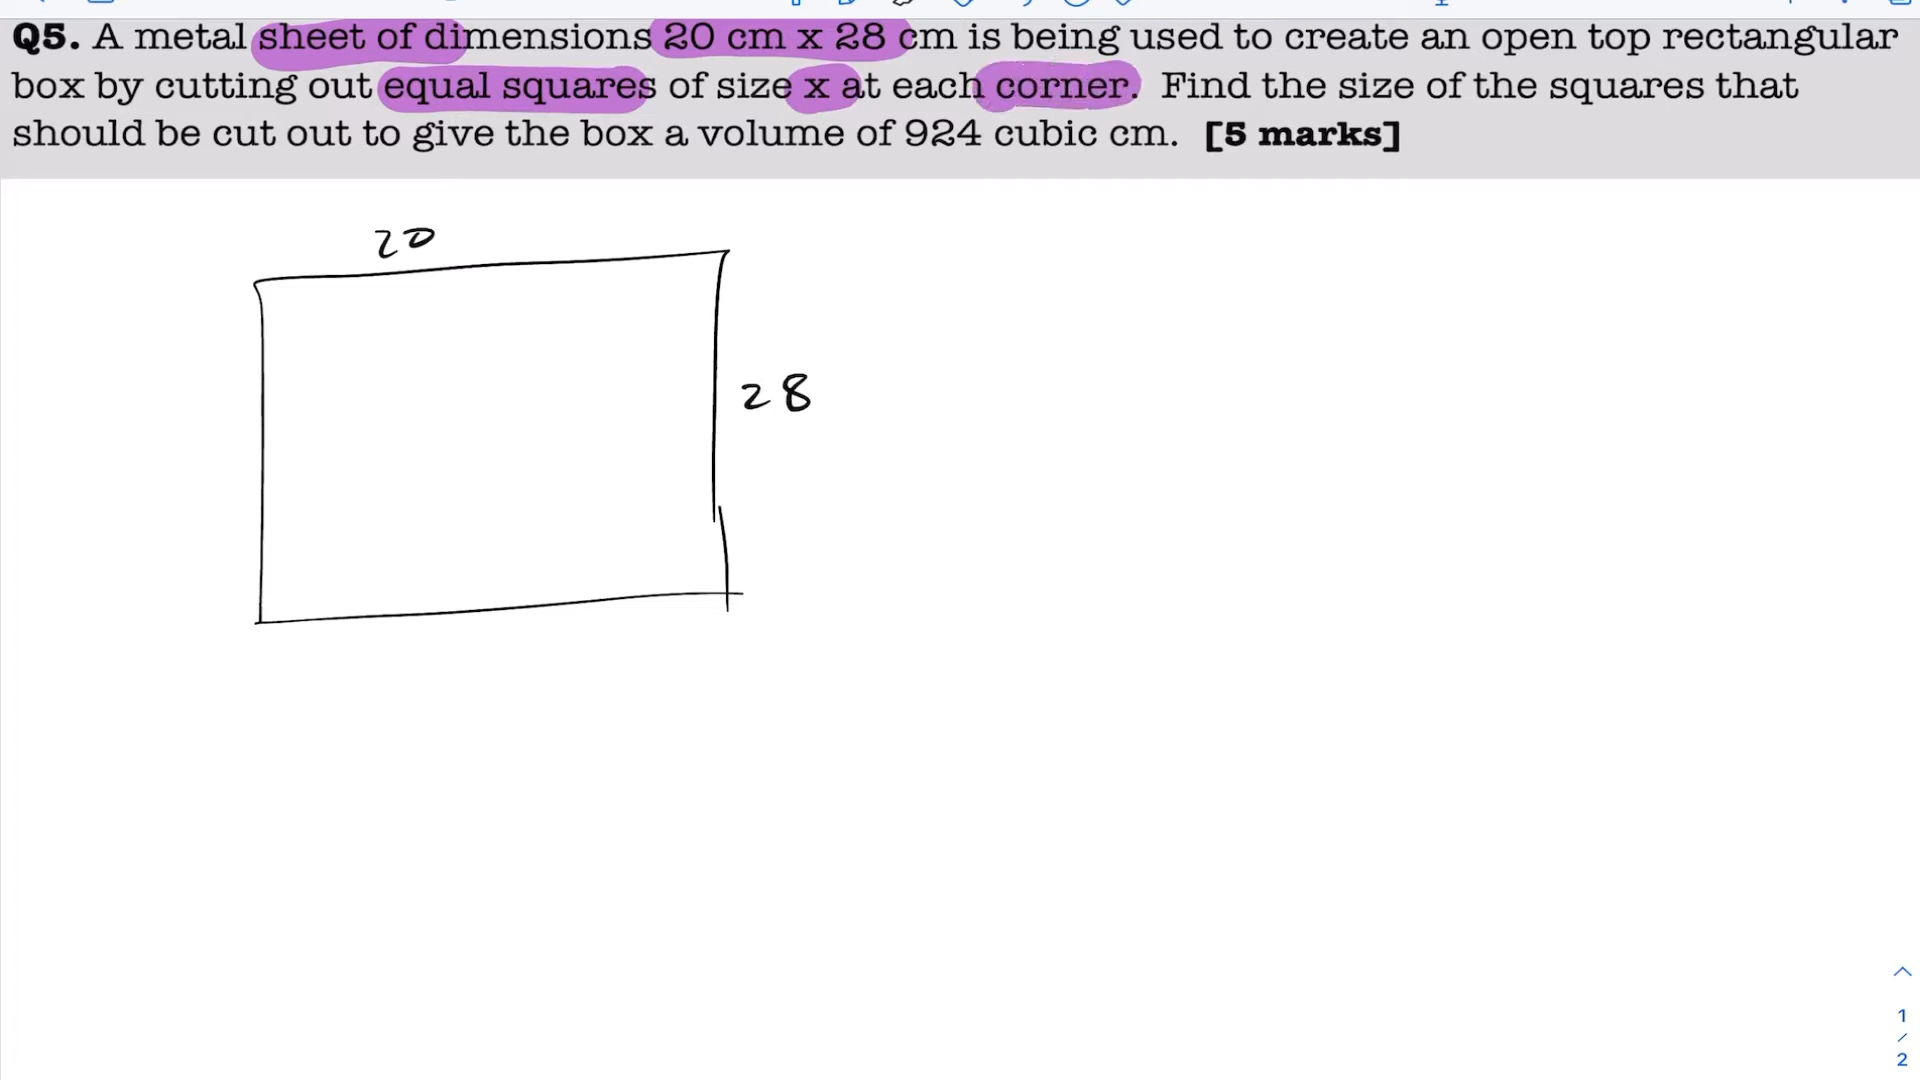 Q5. A metal sheet of dimensions 20 cm x 28 cm is being used to create an open top rectangular
box by cutting out equal squares of size x at each corner. Find the size of the squares that
should be cut out to give the box a volume of 924 cubic cm. [5 marks]
20
28
1
/
2